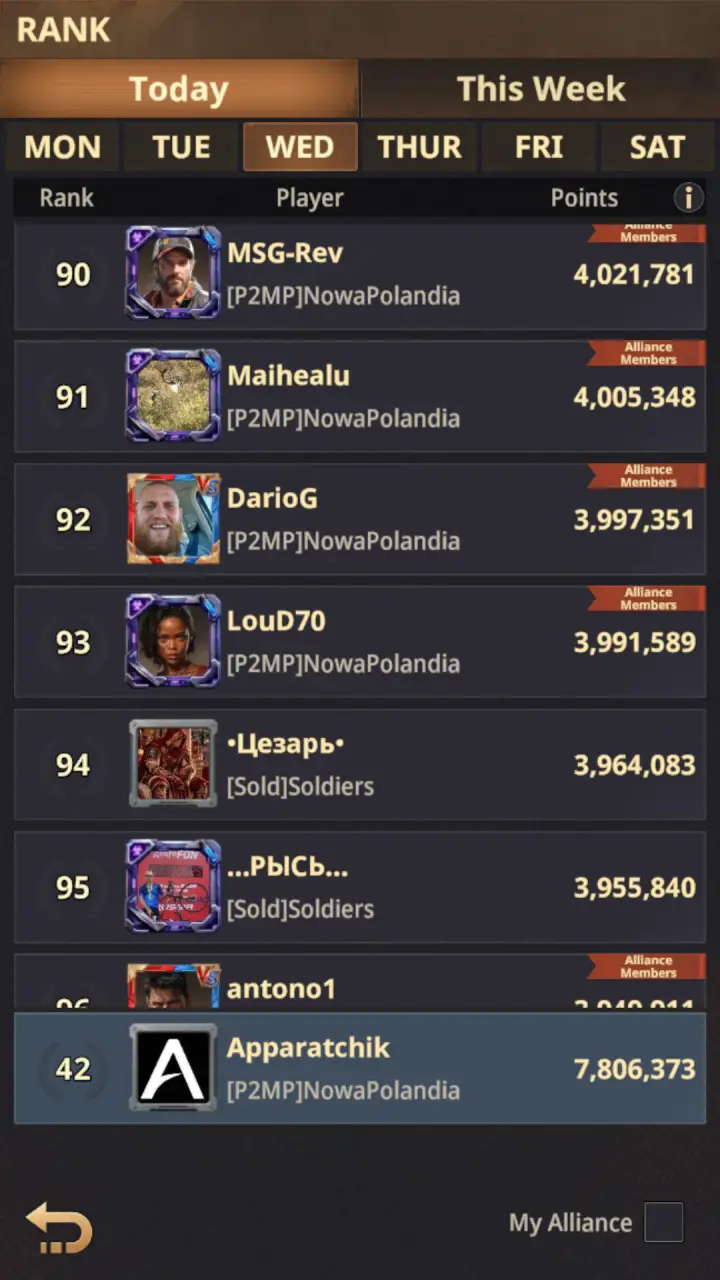 RANK
Today
This Week
MON
TUE
WED
THUR
FRI
SAT
Rank
Player
Points
Alliance
Members
90
MSG-Rev
4,021,781
[P2MP]NowaPolandia
Alliance
Members
91
Maihealu
4,005,348
[P2MP]NowaPolandia
Alliance
Members
92
DarioG
3,997,351
[P2MP]NowaPolandia
Alliance
Members
93
LouD70
3,991,589
[P2MP]NowaPolandia
94
•Цезарь•
3,964,083
[Sold]Soldiers
95
...РЫСЬ...
3,955,840
[Sold]Soldiers
Alliance
Members
antono1
42
Apparatchik
7,806,373
[P2MP]NowaPolandia
My Alliance